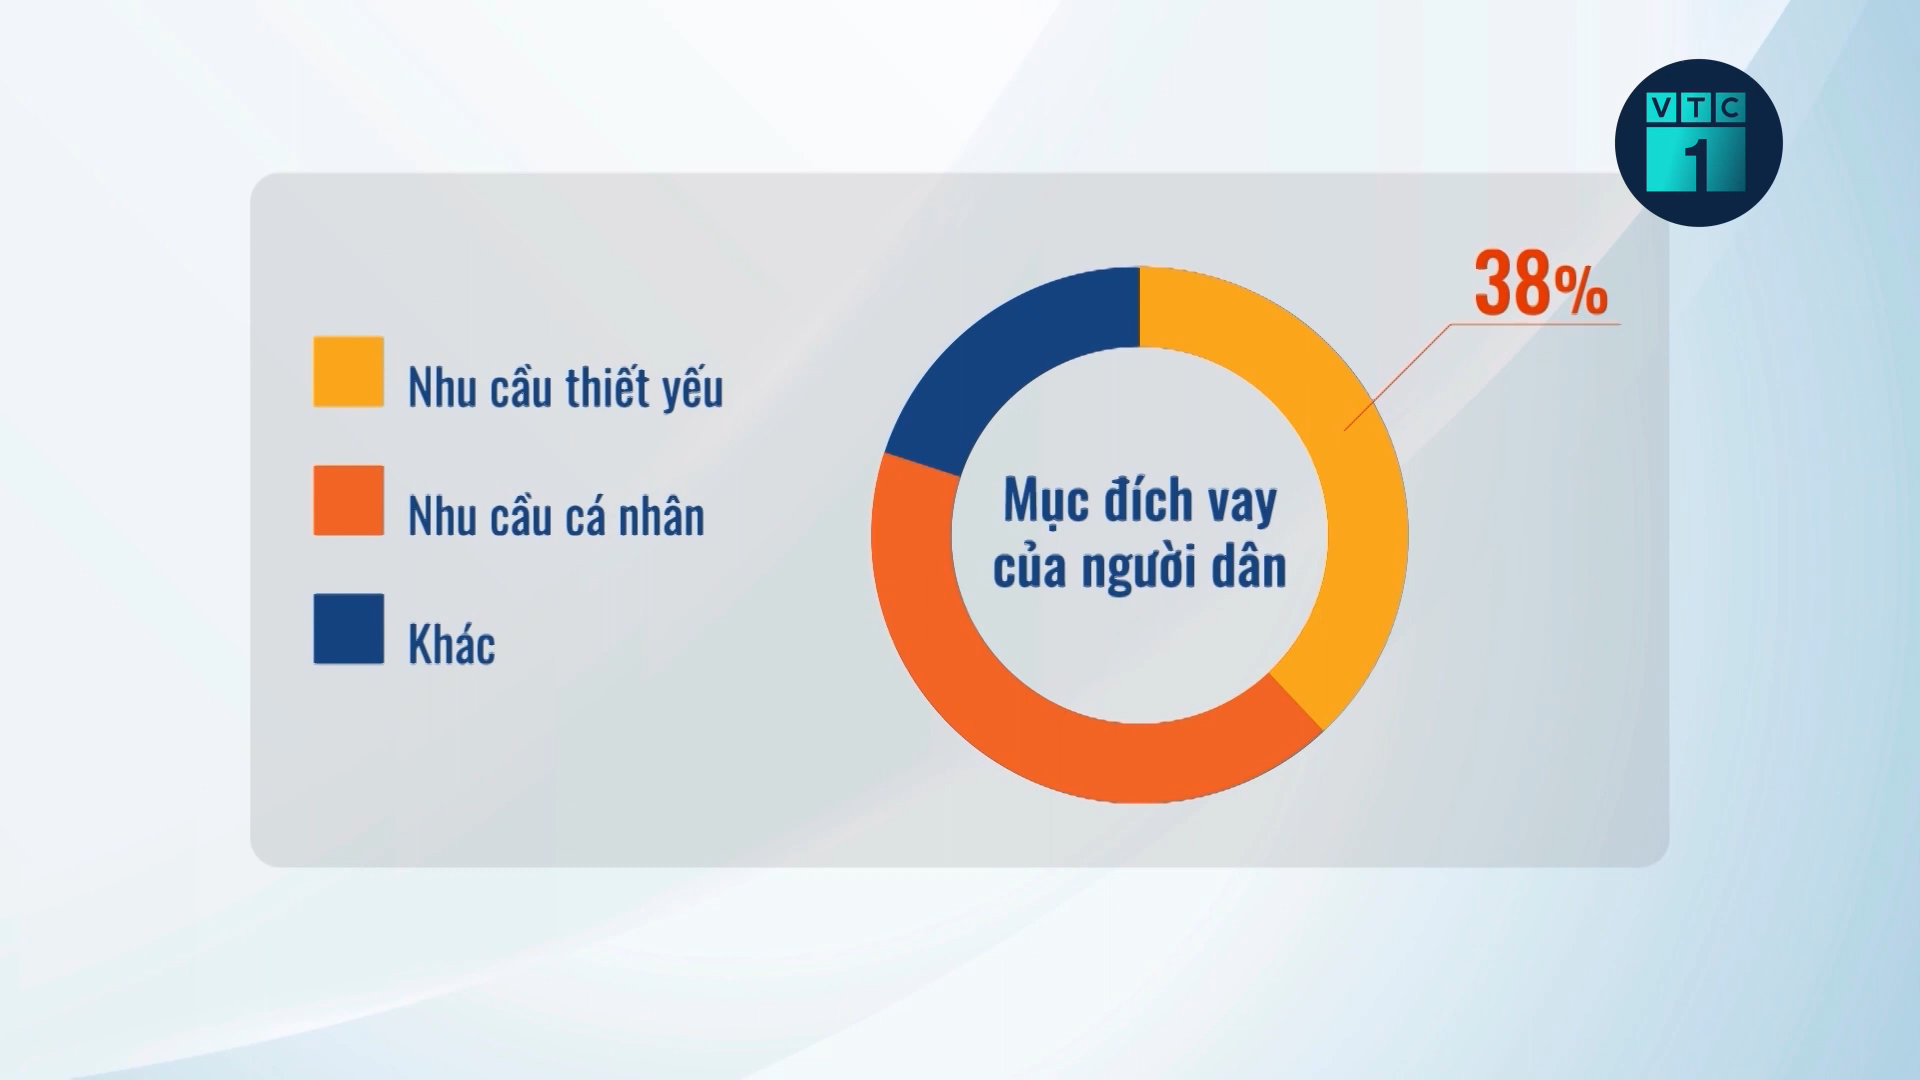 VTC
1
38%
Nhu cầu thiết yếu
Nhu cầu cá nhân
Khác
Mục đích vay
của người dân